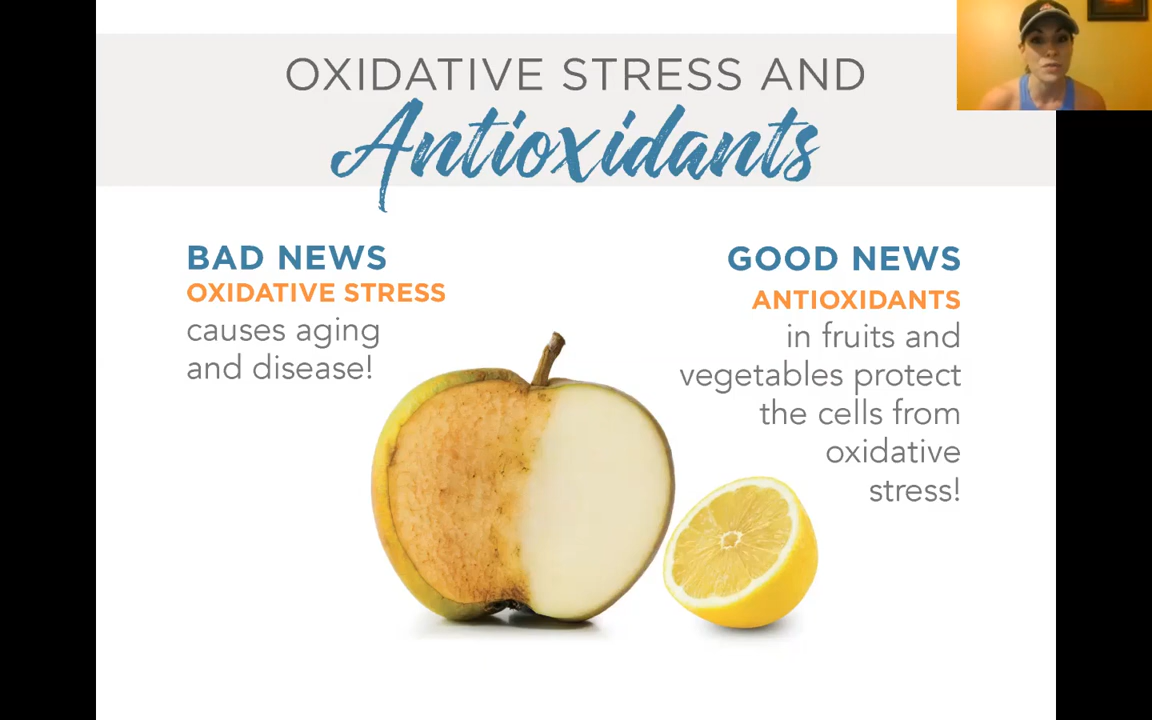 OXIDATIVE STRESS AND
Antioxidants
BAD NEWS
OXIDATIVE STRESS
causes aging
and disease!
GOOD NEWS
ANTIOXIDANTS
in fruits and
vegetables protect
the cells from
oxidative
stress!